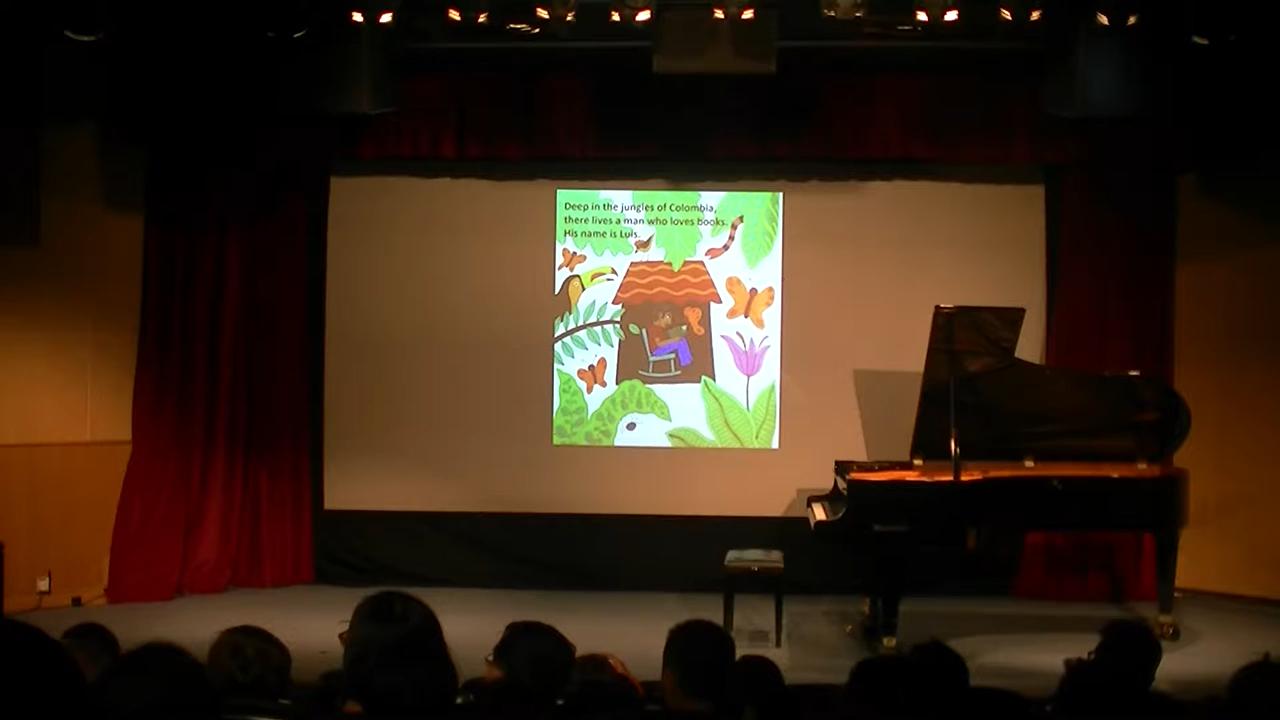 Deep in the jungles of Colombia,
there lives a man who loves books.
His name is Luis.